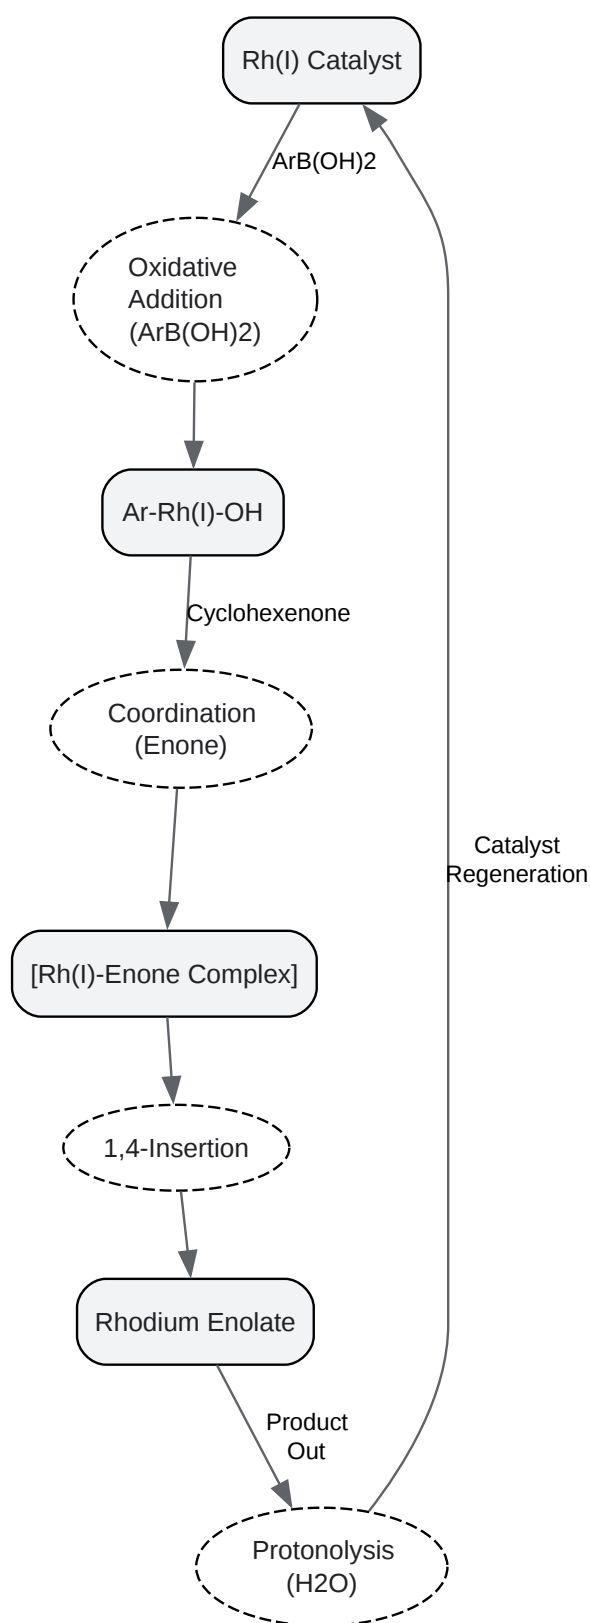 Rh(I) Catalyst
ArB(OH)2
Oxidative
Addition
(ArB(OH)2)
Ar-Rh(I)-OH
Cyclohexenone
Coordination
(Enone)
Catalyst
Regeneration
[Rh(I)-Enone Complex]
1,4-Insertion
Rhodium Enolate
Product
Out
Protonolysis
(H2O)